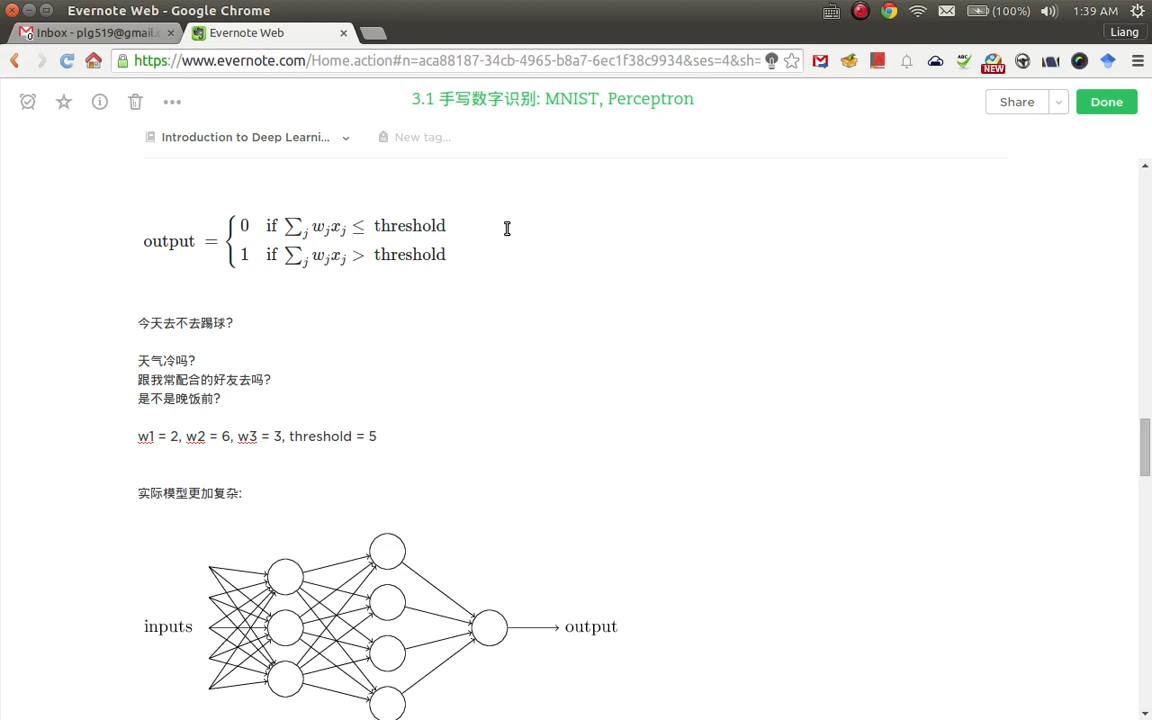 Evernote Web - Google Chrome
(100%)
1:39 AM
Inbox - plg519@gmail.c
Evernote Web
Liang
https://www.evernote.com/Home.action#n=aca88187-34cb-4965-b8a7-6ec1f38c9934&ses=4&sh=
NEW
3.1 手写数字识别: MNIST, Perceptron
Share
Done
Introduction to Deep Learni...
New tag...
output = { 0 if ∑j wjxj ≤ threshold
1 if ∑j wjxj > threshold
今天去不去踢球?
天气冷吗?
跟我常配合的好友去吗?
是不是晚饭前?
w1 = 2, w2 = 6, w3 = 3, threshold = 5
实际模型更加复杂:
inputs
output